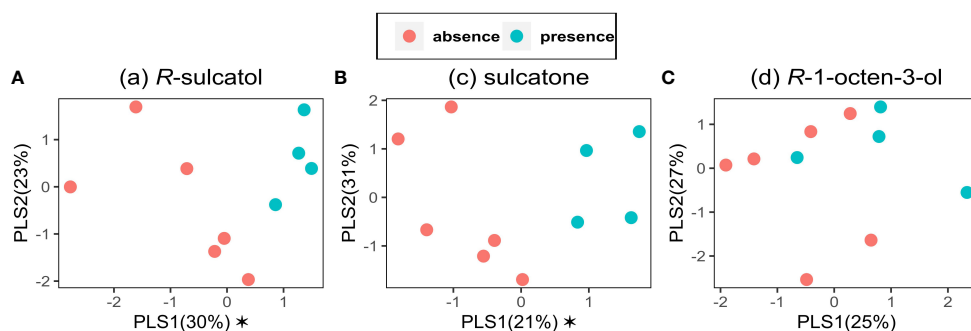 absence presence
A (a) R-sulcatol
2
1
0
-1
-2
PLS2(23%)
-2 -1 0 1
PLS1(30%) ✶
B (c) sulcatone
2
1
0
-1
PLS2(31%)
-1 0 1
PLS1(21%) ✶
C (d) R-1-octen-3-ol
1
0
-1
-2
PLS2(27%)
-2 -1 0 1 2
PLS1(25%)